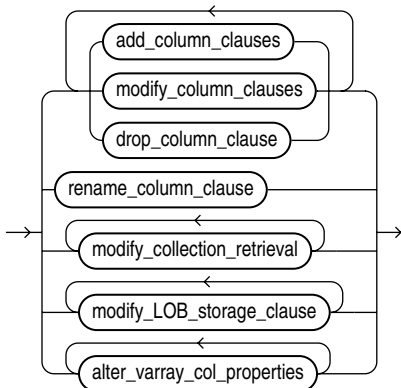 add_column_clauses
modify_column_clauses
drop_column_clause
rename_column_clause
modify_collection_retrieval
modify_LOB_storage_clause
alter_varray_col_properties